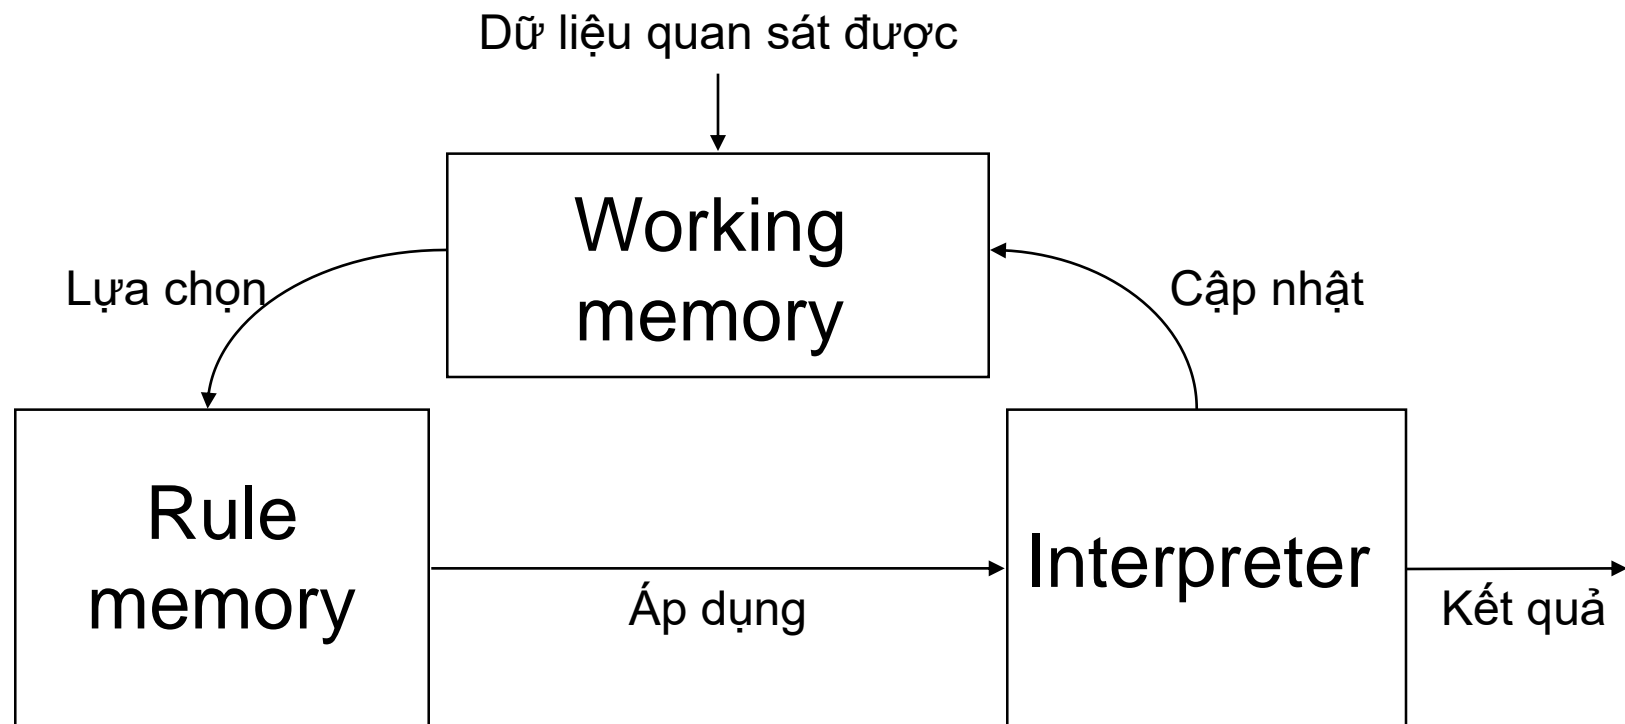 Dữ liệu quan sát được
Working
memory
Lựa chọn
Cập nhật
Rule
memory
Interpreter
Áp dụng
Kết quả